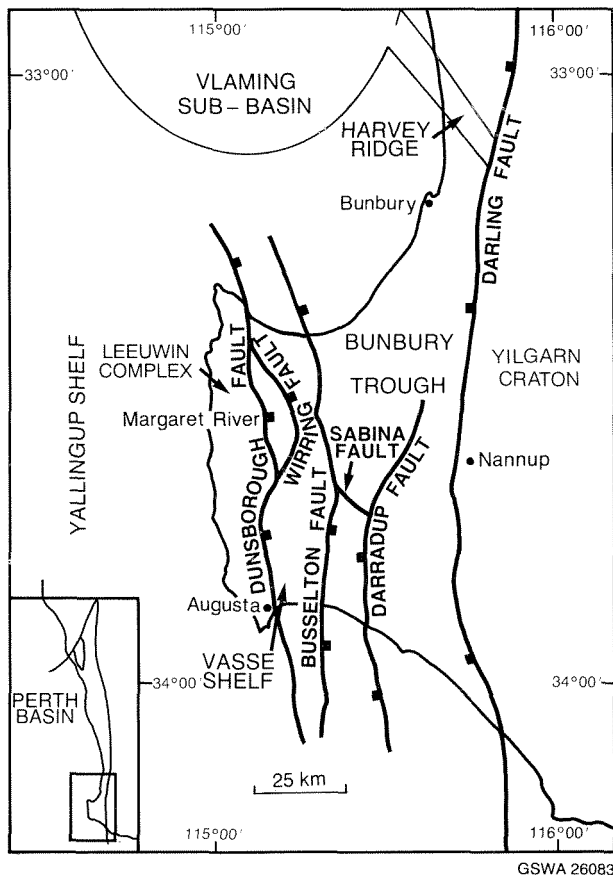 115°00'
116°00'
33°00'
33°00'
VLAMING
SUB – BASIN
HARVEY
RIDGE
DARLING FAULT
Bunbury
BUNBURY
TROUGH
YILGARN
CRATON
LEEUWIN
COMPLEX
FAULT
WIRRING FAULT
YALLINGUP SHELF
Margaret River
SABINA
FAULT
Nannup
DUNSBOROUGH
BUSSELTON FAULT
DARRADUP FAULT
Augusta
VASSE
SHELF
34°00'
34°00'
PERTH
BASIN
25 km
115°00'
116°00'
GSWA 26083